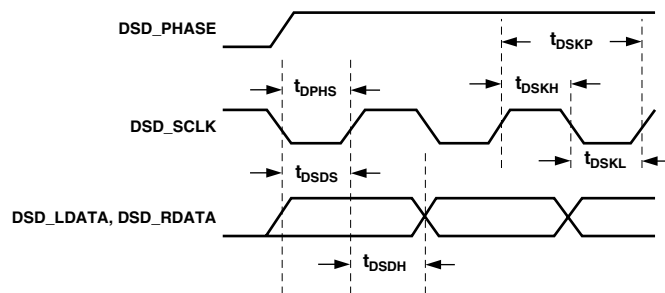 DSD_PHASE
tDSKP
tDPHS
tDSKH
DSD_SCLK
tDSDS
tDSKL
DSD_LDATA, DSD_RDATA
tDSDH